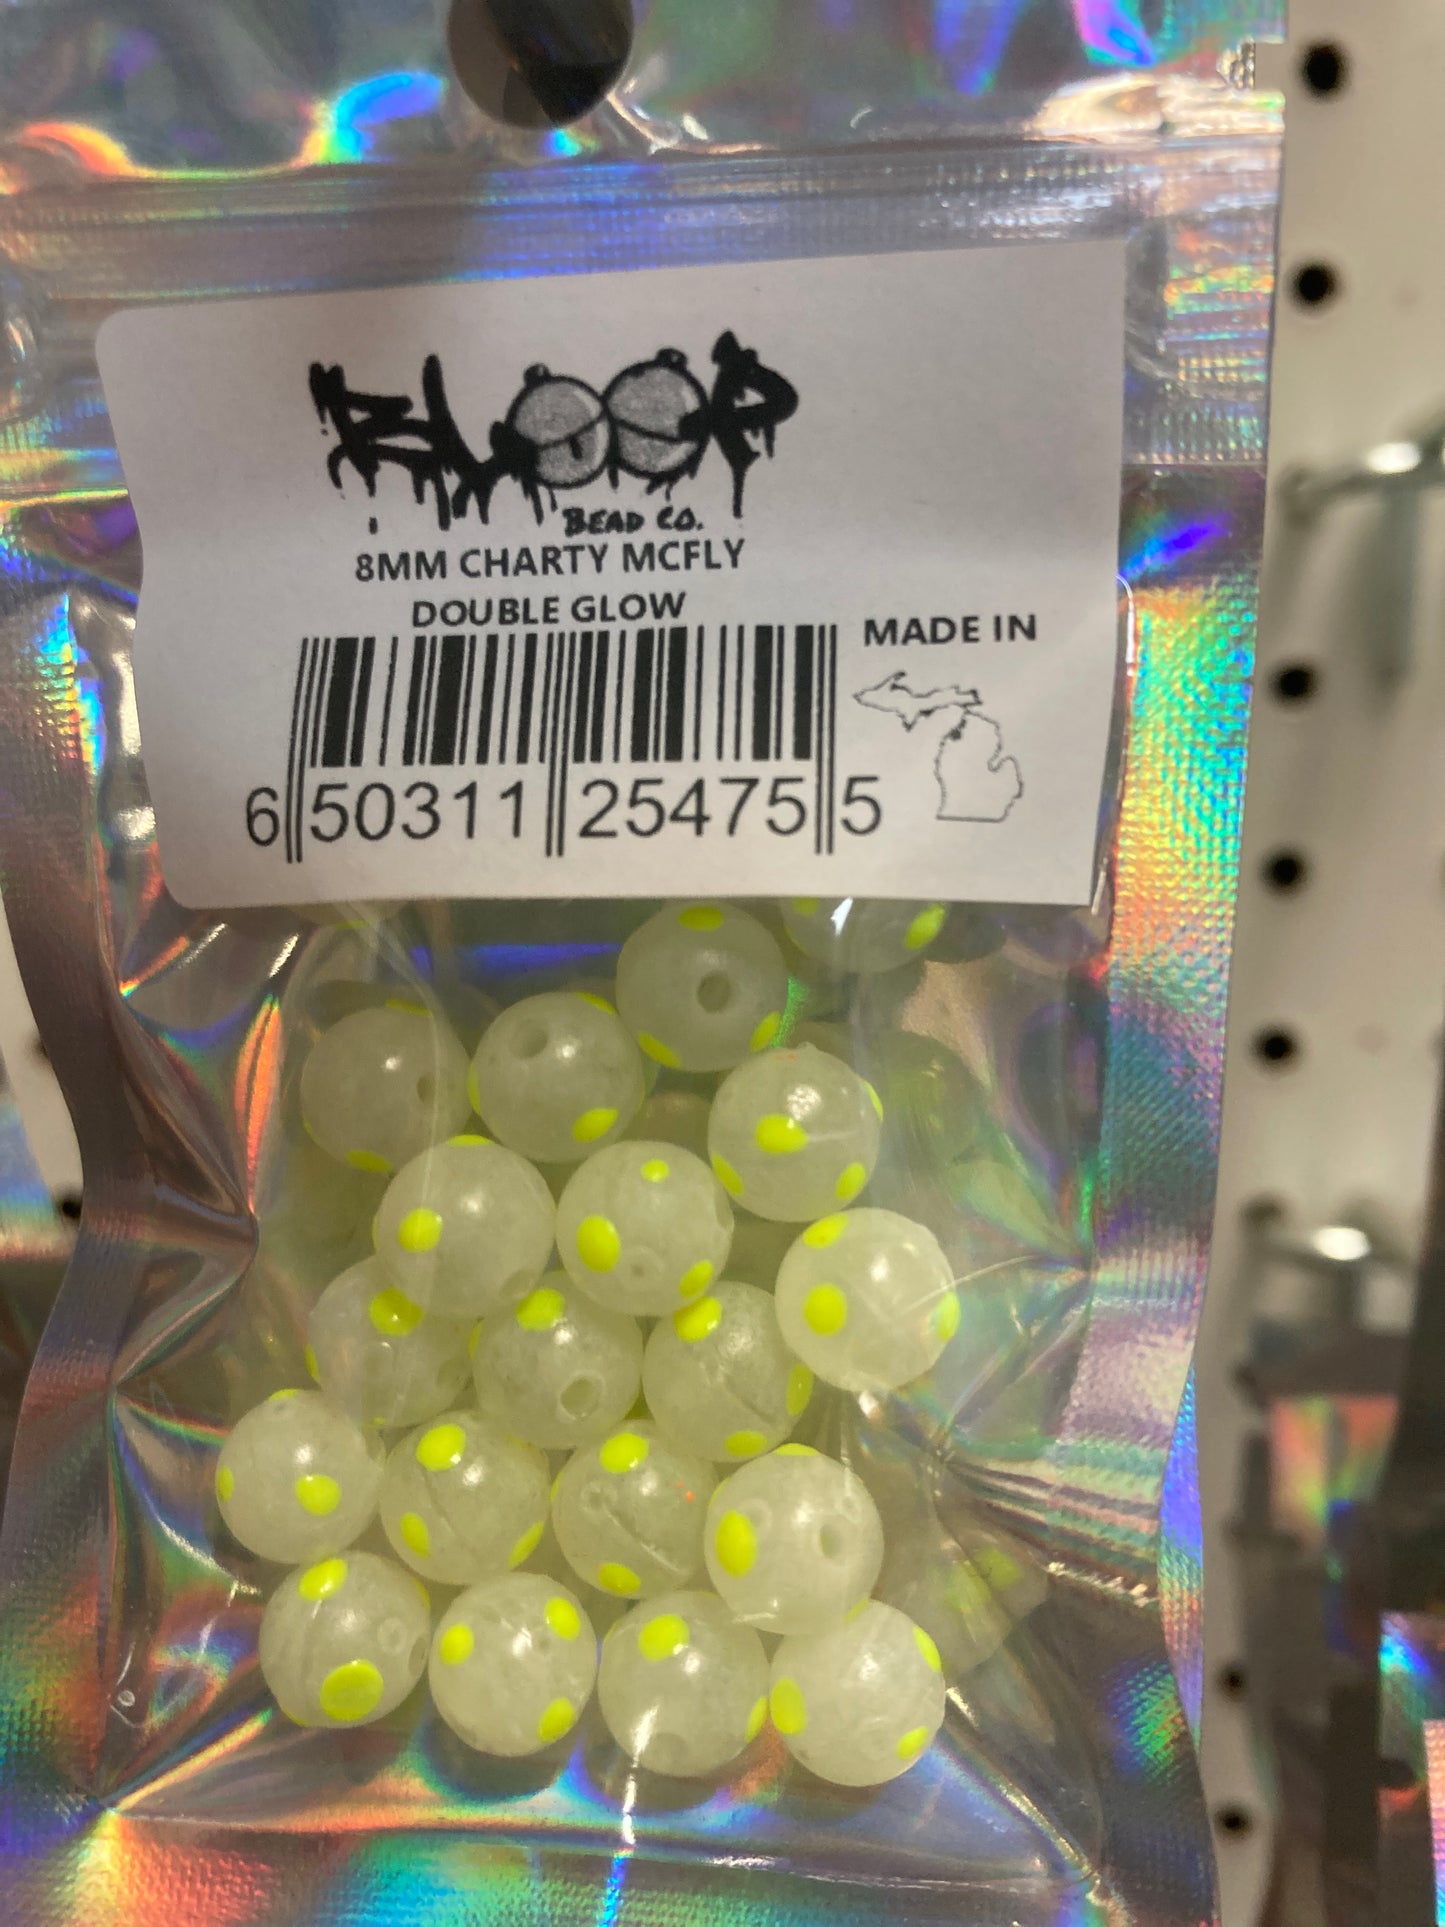 BLOOP
BEAD CO.
8MM CHARTY MCFLY
DOUBLE GLOW
MADE IN
6 50311 25475 5